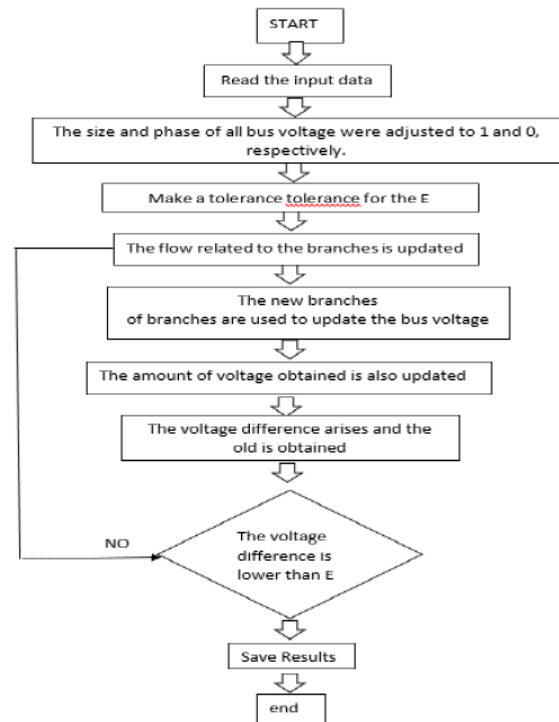 START
Read the input data
The size and phase of all bus voltage were adjusted to 1 and 0,
respectively.
Make a tolerance tolerance for the E
The flow related to the branches is updated
The new branches
of branches are used to update the bus voltage
The amount of voltage obtained is also updated
The voltage difference arises and the
old is obtained
The voltage
difference is
lower than E
NO
Save Results
end